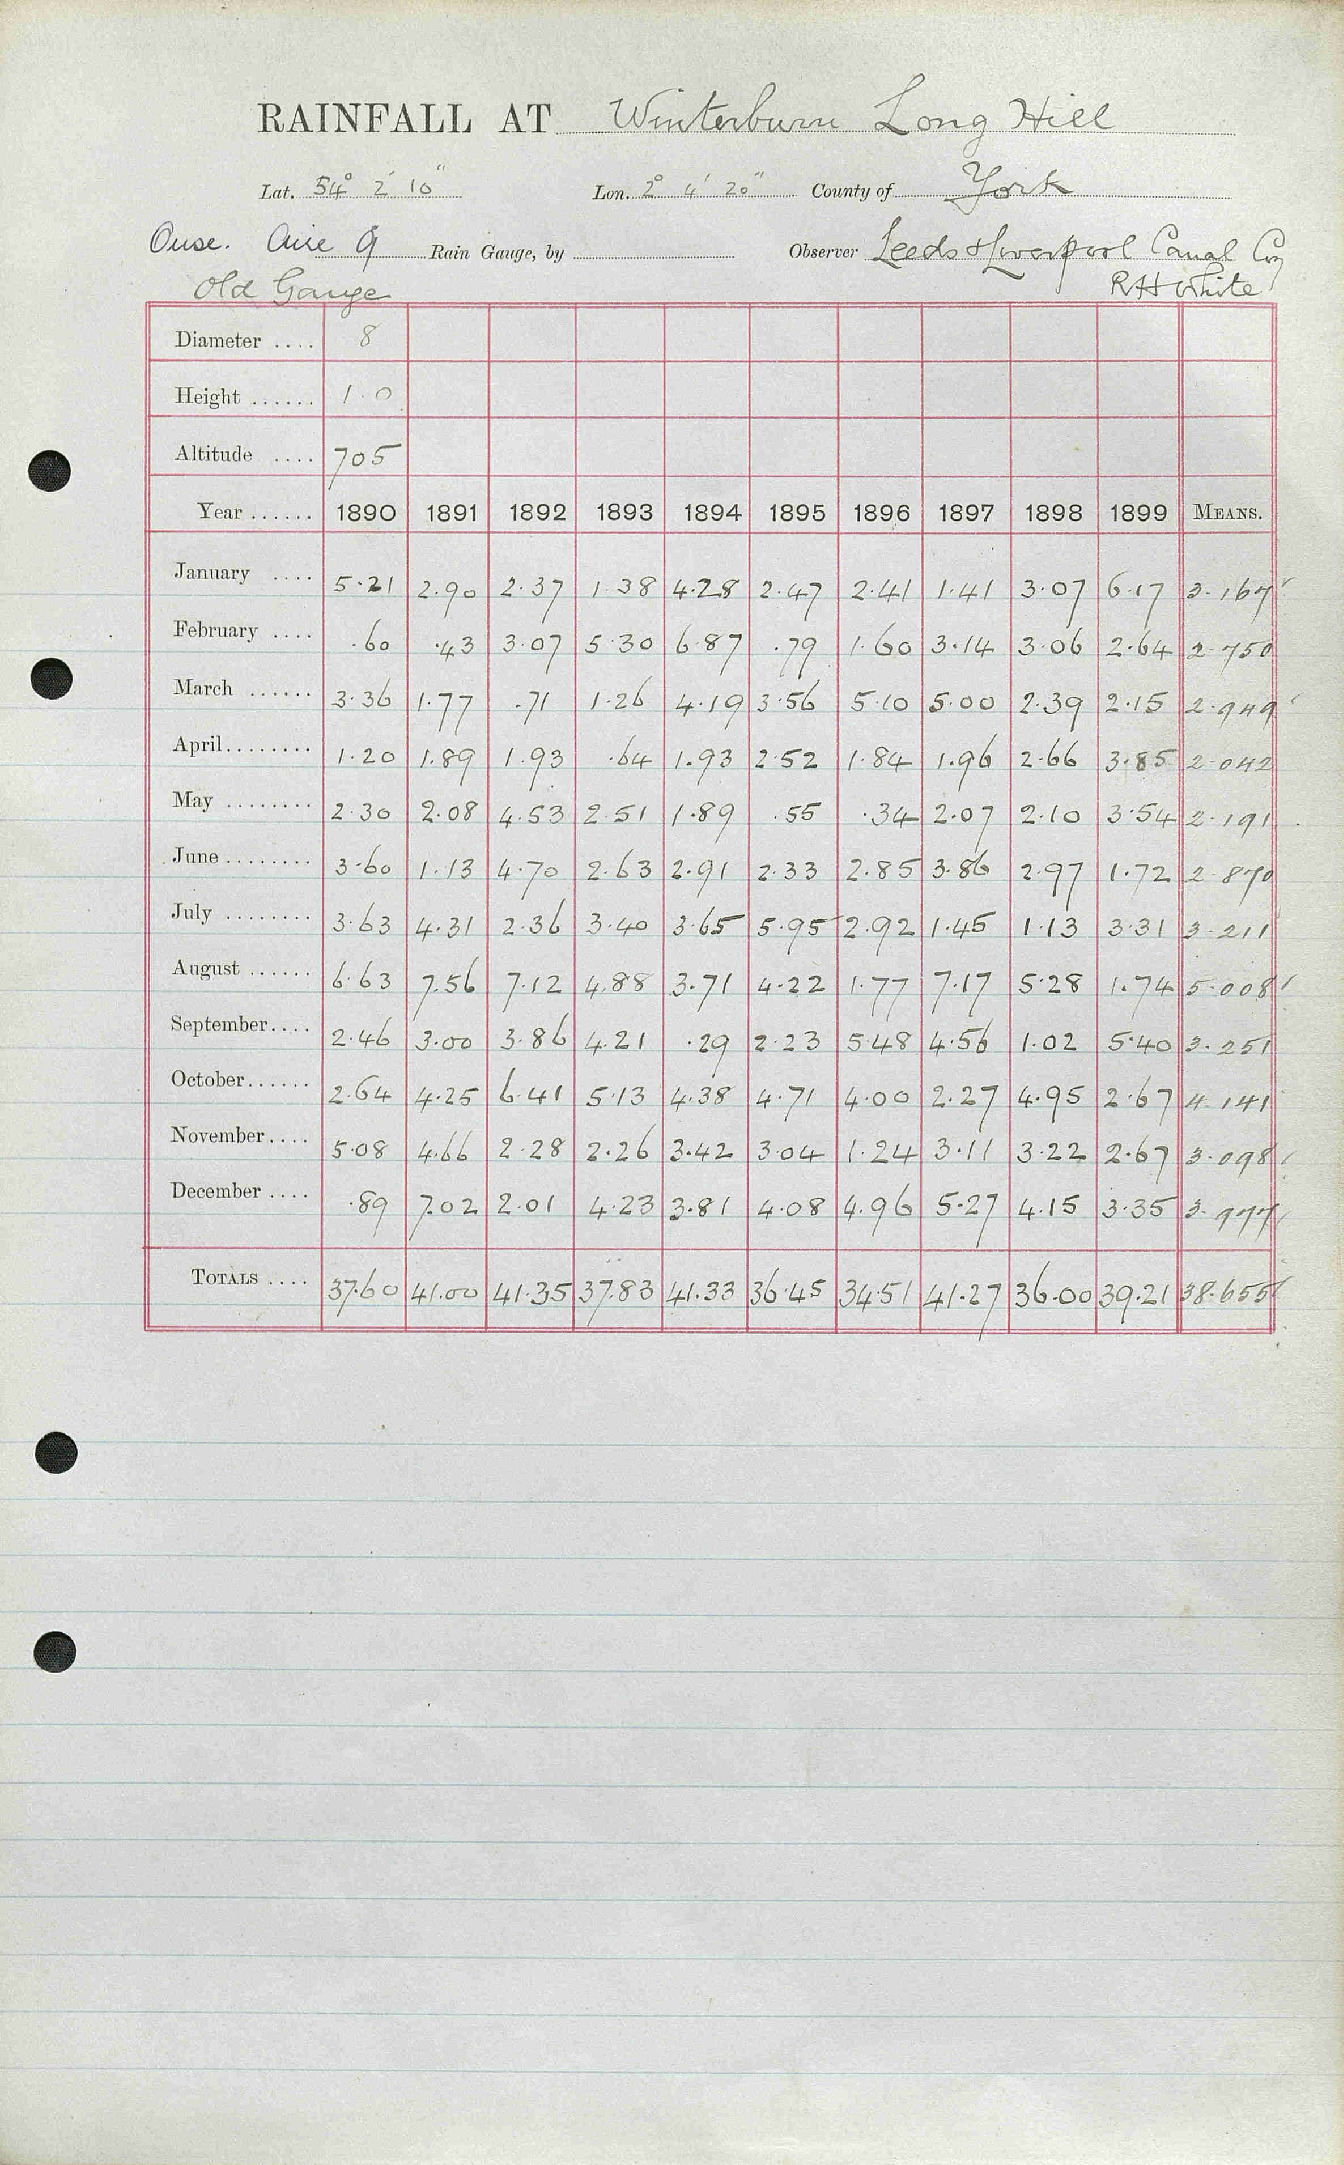 RAINFALL AT Winterburn Long Hill
Lat. 54° 2' 10" Lon. 2° 4' 20" County of York
Ouse. Aire 9 Rain Gauge, by Observer Leeds & Liverpool Canal Coy
Old Gauge R H White
Diameter .... 8
Height ...... 1.0
Altitude .... 705
Year ...... 1890 1891 1892 1893 1894 1895 1896 1897 1898 1899 MEANS.
January .... 5.21 2.90 2.37 1.38 4.28 2.47 2.41 1.41 3.07 6.17 3.167
February .... .60 .43 3.07 5.30 6.87 .79 1.60 3.14 3.06 2.64 2.750
March ...... 3.36 1.77 .71 1.26 4.19 3.56 5.10 5.00 2.39 2.15 2.949
April........ 1.20 1.89 1.93 .64 1.93 2.52 1.84 1.96 2.66 3.85 2.042
May ........ 2.30 2.08 4.53 2.51 1.89 .55 .34 2.07 2.10 3.54 2.191
June ........ 3.60 1.13 4.70 2.63 2.91 2.33 2.85 3.86 2.97 1.72 2.870
July ........ 3.63 4.31 2.36 3.40 3.65 5.95 2.92 1.45 1.13 3.31 3.211
August ...... 6.63 7.56 7.12 4.88 3.71 4.22 1.77 7.17 5.28 1.74 5.008
September.... 2.46 3.00 3.86 4.21 .29 2.23 5.48 4.56 1.02 5.40 3.251
October...... 2.64 4.25 6.41 5.13 4.38 4.71 4.00 2.27 4.95 2.67 4.141
November.... 5.08 4.66 2.28 2.26 3.42 3.04 1.24 3.11 3.22 2.67 3.098
December .... .89 7.02 2.01 4.23 3.81 4.08 4.96 5.27 4.15 3.35 3.977
TOTALS .... 37.60 41.00 41.35 37.83 41.33 36.45 34.51 41.27 36.00 39.21 38.655